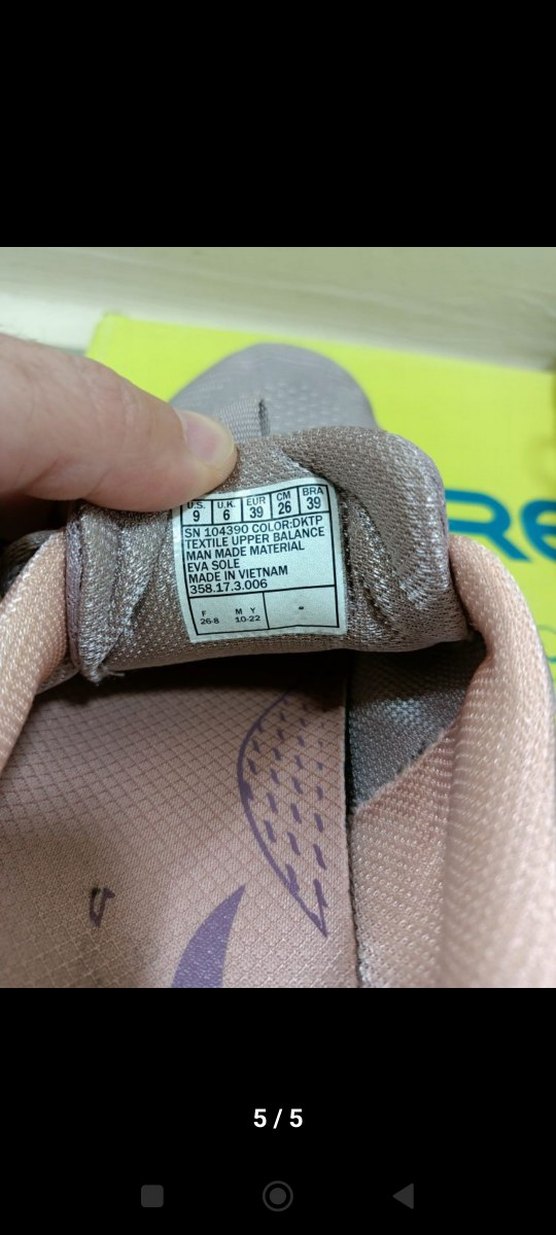 RE
U.S. U.K. EUR CM BRA
9 6 39 26 39
SN 104390 COLOR:DKTP
TEXTILE UPPER BALANCE
MAN MADE MATERIAL
EVA SOLE
MADE IN VIETNAM
358.17.3.006
F M Y
26-8 10-22
5 / 5